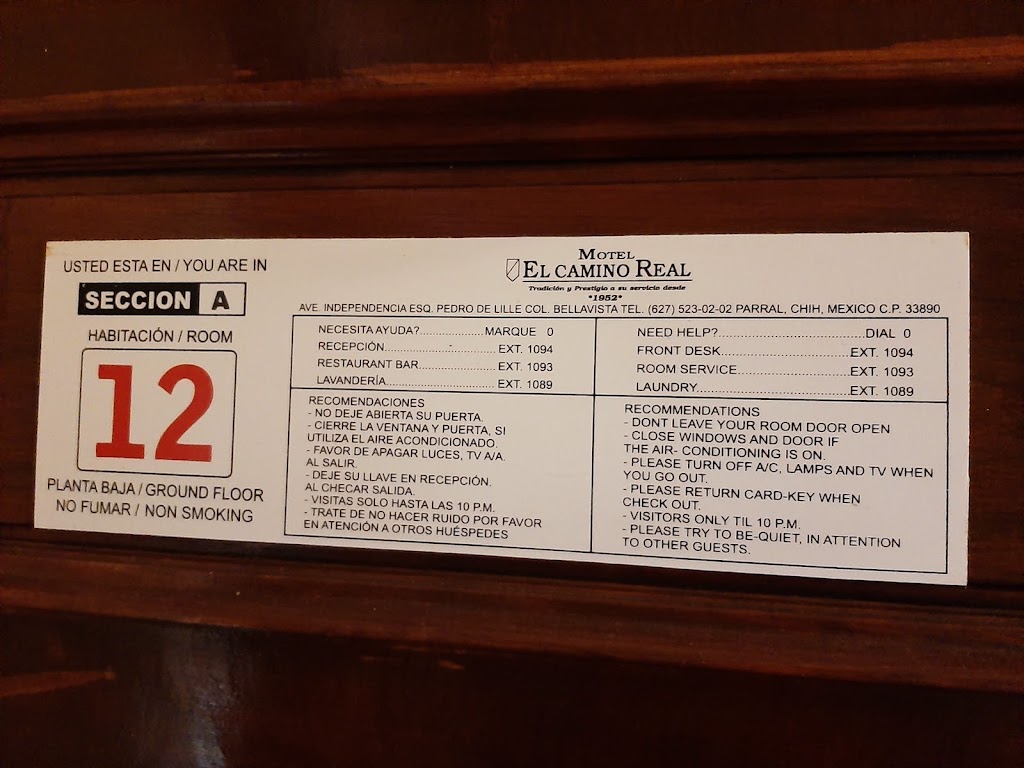 USTED ESTA EN / YOU ARE IN
SECCION A
HABITACIÓN / ROOM
12
PLANTA BAJA / GROUND FLOOR
NO FUMAR / NON SMOKING
MOTEL
EL CAMINO REAL
Tradición y Prestigio a su servicio desde
*1952*
AVE. INDEPENDENCIA ESQ. PEDRO DE LILLE COL. BELLAVISTA TEL. (627) 523-02-02 PARRAL, CHIH, MEXICO C.P. 33890
NECESITA AYUDA?..................MARQUE 0
RECEPCIÓN.................................EXT. 1094
RESTAURANT BAR.......................EXT. 1093
LAVANDERÍA................................EXT. 1089
RECOMENDACIONES
- NO DEJE ABIERTA SU PUERTA.
- CIERRE LA VENTANA Y PUERTA, SI
UTILIZA EL AIRE ACONDICIONADO.
- FAVOR DE APAGAR LUCES, TV A/A.
AL SALIR.
- DEJE SU LLAVE EN RECEPCIÓN.
AL CHECAR SALIDA.
- VISITAS SOLO HASTA LAS 10 P.M.
- TRATE DE NO HACER RUIDO POR FAVOR
EN ATENCIÓN A OTROS HUÉSPEDES
NEED HELP?..........................................DIAL 0
FRONT DESK.....................................EXT. 1094
ROOM SERVICE................................EXT. 1093
LAUNDRY...........................................EXT. 1089
RECOMMENDATIONS
- DONT LEAVE YOUR ROOM DOOR OPEN
- CLOSE WINDOWS AND DOOR IF
THE AIR- CONDITIONING IS ON.
- PLEASE TURN OFF A/C, LAMPS AND TV WHEN
YOU GO OUT.
- PLEASE RETURN CARD-KEY WHEN
CHECK OUT.
- VISITORS ONLY TIL 10 P.M.
- PLEASE TRY TO BE-QUIET, IN ATTENTION
TO OTHER GUESTS.